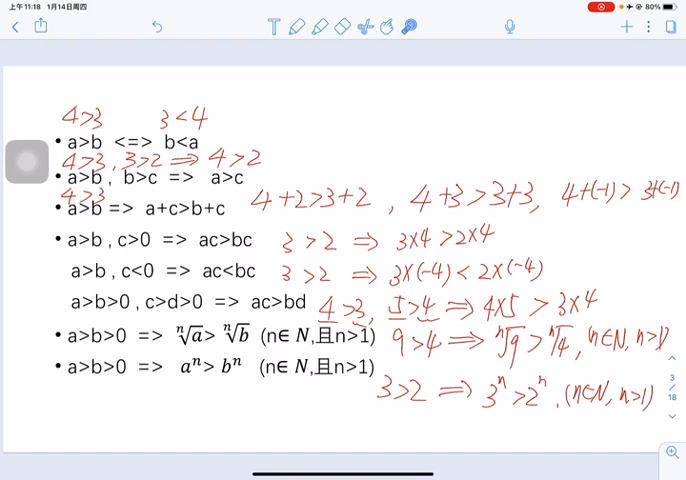 上午11:18 1月14日周四
80%
4>3 3<4
• a>b <=> b<a
4>3, 3>2 ⇒ 4>2
• a>b , b>c => a>c
4>3
• a>b => a+c>b+c 4+2>3+2 , 4+3>3+3, 4+(-1) > 3+(-1)
• a>b , c>0 => ac>bc 3>2 ⇒ 3×4>2×4
a>b , c<0 => ac<bc 3>2 ⇒ 3×(-4)<2×(-4)
a>b>0 , c>d>0 => ac>bd 4>3, 5>4 ⇒ 4×5 > 3×4
• a>b>0 => ⁿ√a > ⁿ√b (n∈ N,且n>1) 9>4 ⇒ ⁿ√9 > ⁿ√4, (n∈N, n>1)
• a>b>0 => aⁿ > bⁿ (n∈ N,且n>1)
3>2 ⇒ 3ⁿ>2ⁿ, (n∈N, n>1)
3
/
18